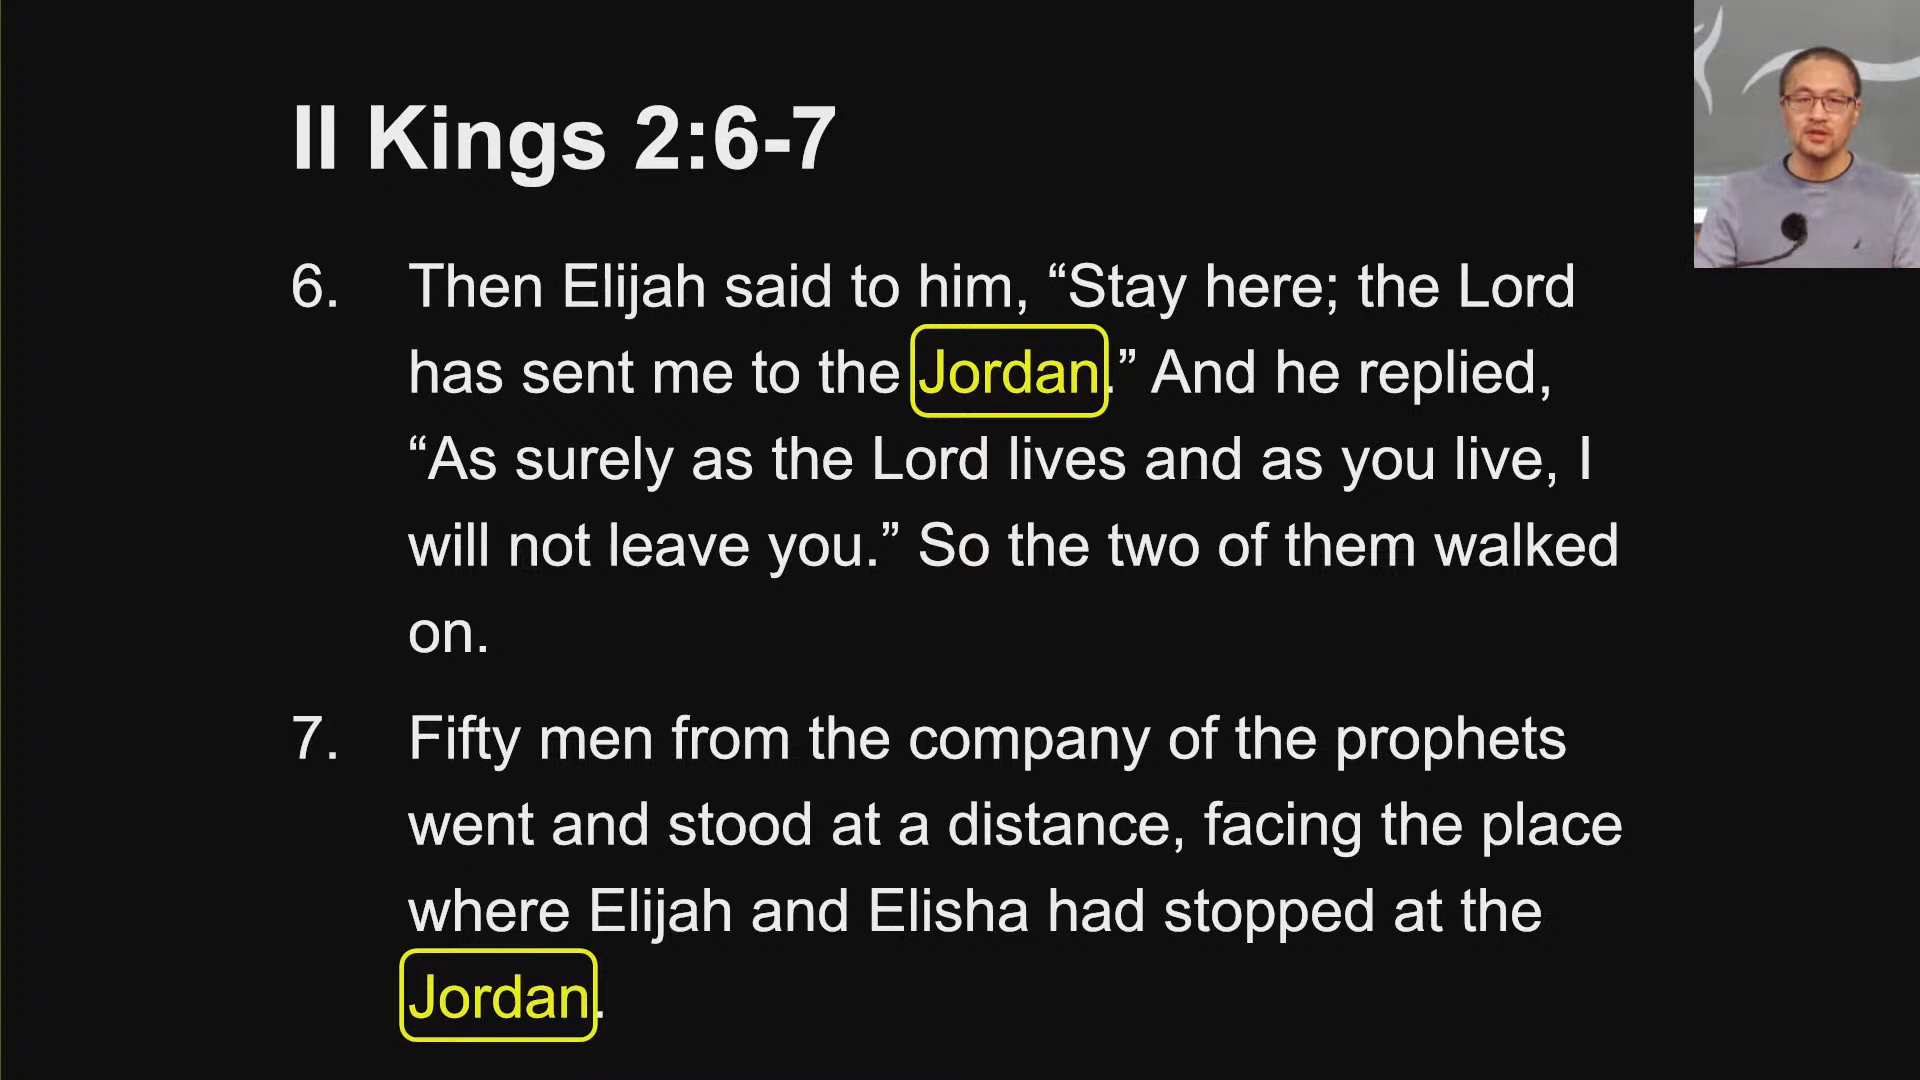 II Kings 2:6-7
6. Then Elijah said to him, “Stay here; the Lord
has sent me to the Jordan.” And he replied,
“As surely as the Lord lives and as you live, I
will not leave you.” So the two of them walked
on.
7. Fifty men from the company of the prophets
went and stood at a distance, facing the place
where Elijah and Elisha had stopped at the
Jordan.